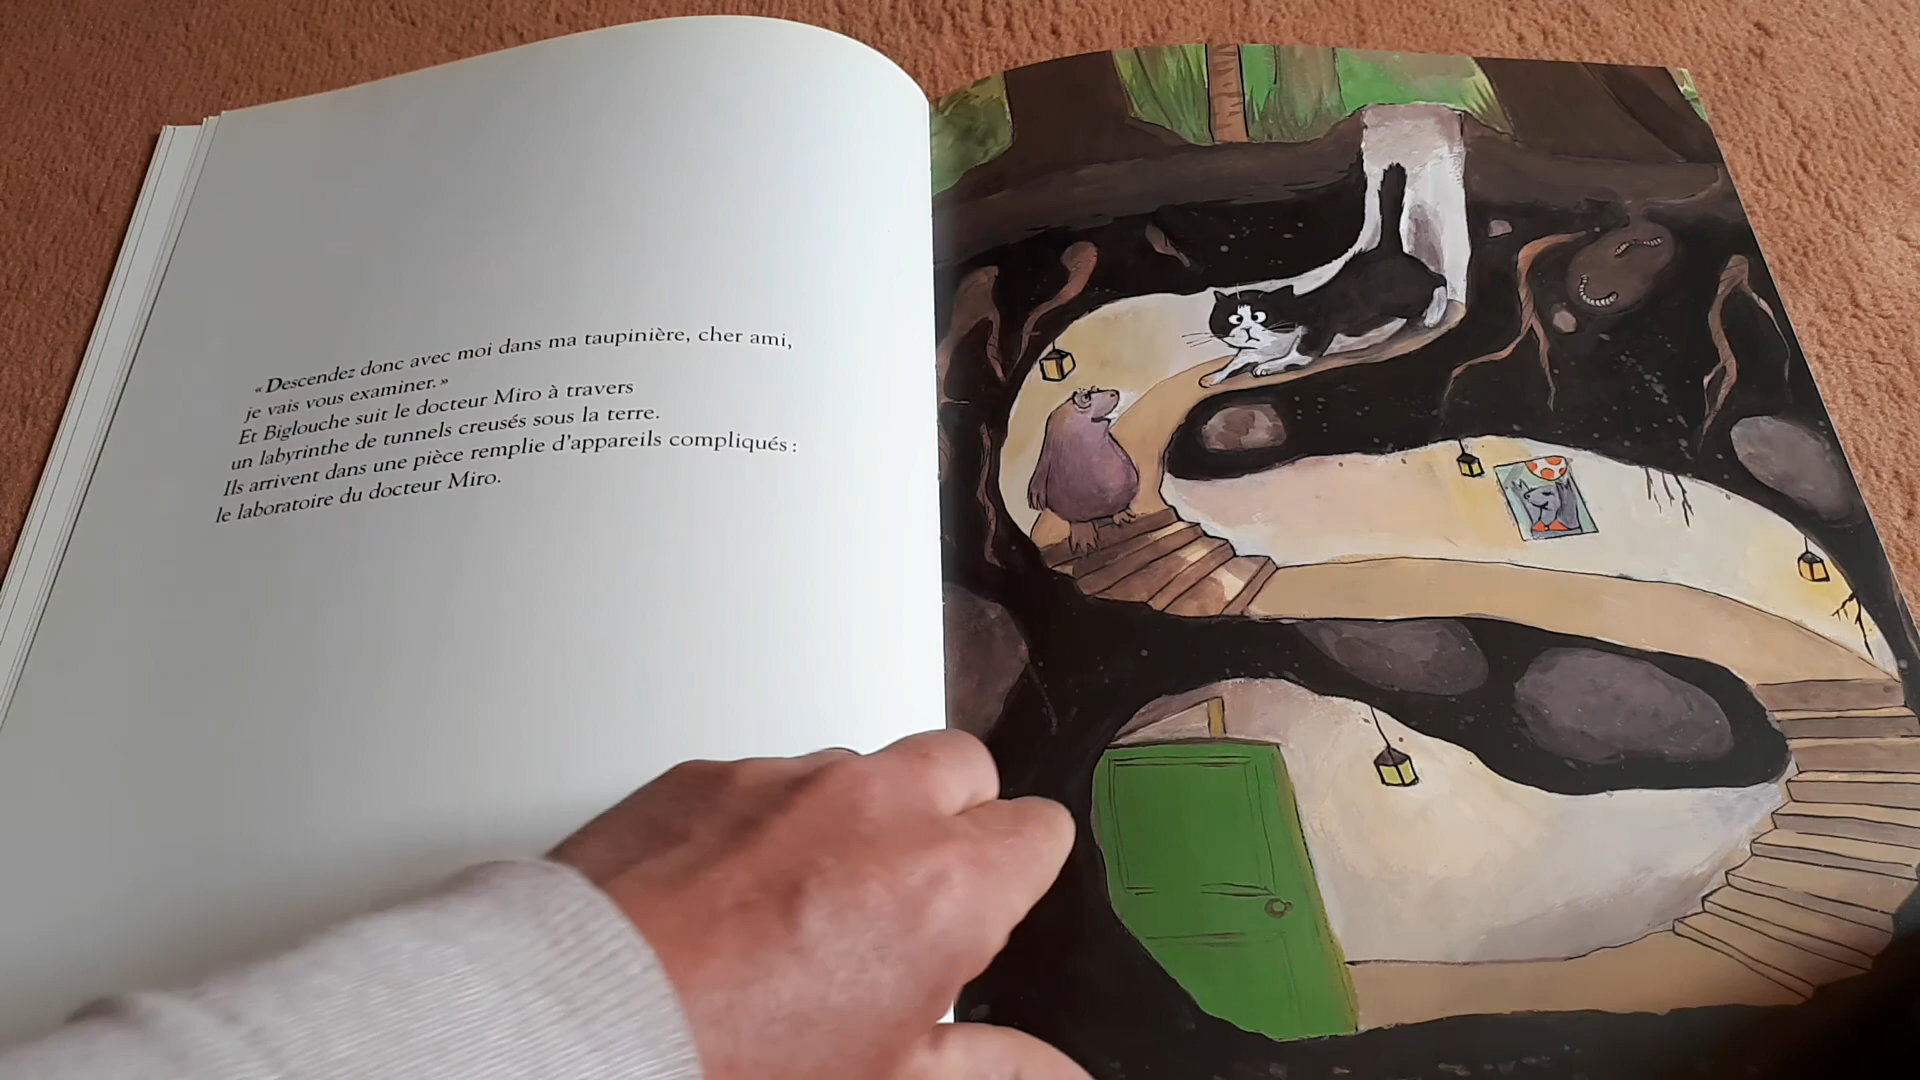 « Descendez donc avec moi dans ma taupinière, cher ami,
je vais vous examiner. »
Et Biglouche suit le docteur Miro à travers
un labyrinthe de tunnels creusés sous la terre.
Ils arrivent dans une pièce remplie d'appareils compliqués :
le laboratoire du docteur Miro.